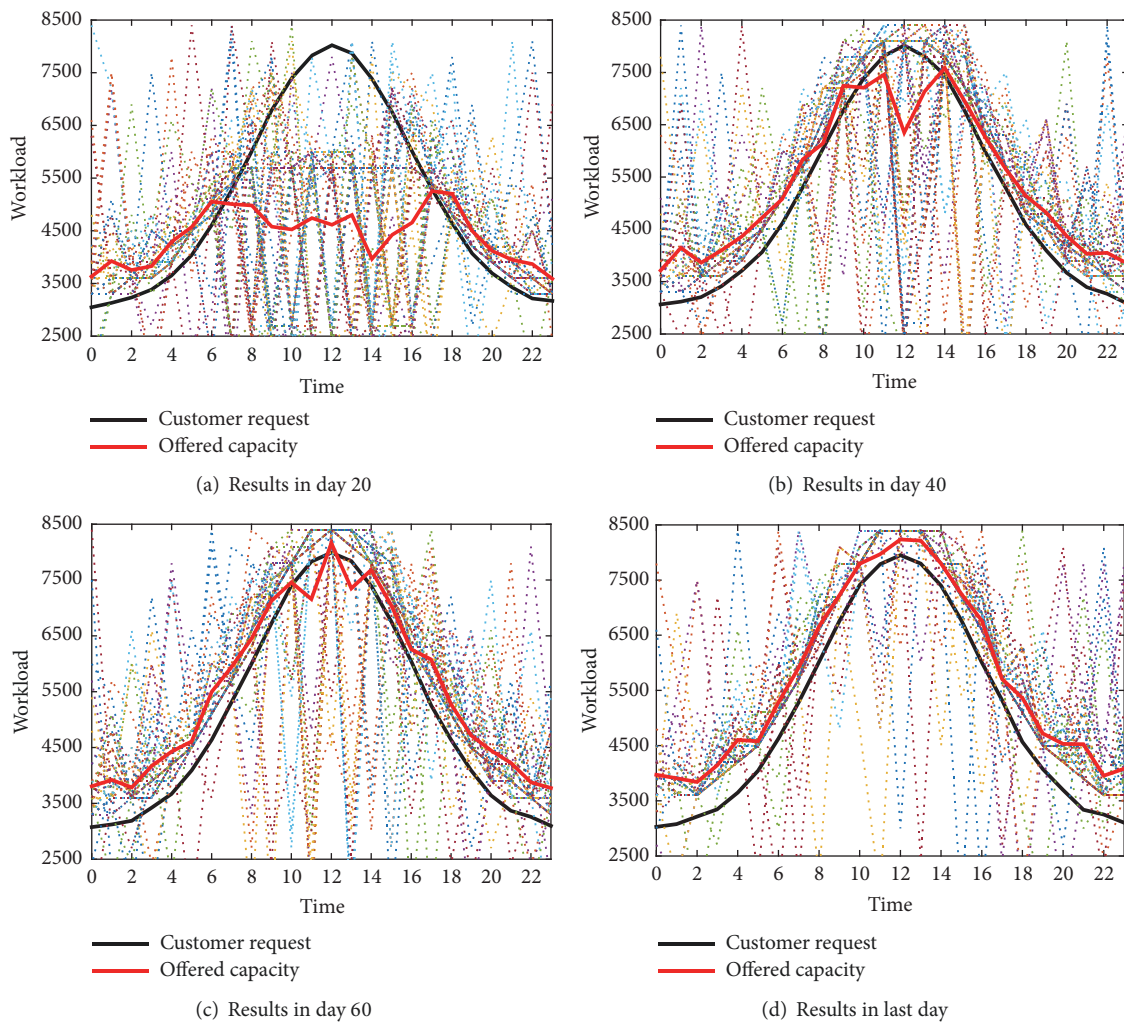 8500
7500
6500
5500
4500
3500
2500
Workload
0 2 4 6 8 10 12 14 16 18 20 22
Time
Customer request
Offered capacity
(a) Results in day 20
8500
7500
6500
5500
4500
3500
2500
Workload
0 2 4 6 8 10 12 14 16 18 20 22
Time
Customer request
Offered capacity
(b) Results in day 40
8500
7500
6500
5500
4500
3500
2500
Workload
0 2 4 6 8 10 12 14 16 18 20 22
Time
Customer request
Offered capacity
(c) Results in day 60
8500
7500
6500
5500
4500
3500
2500
Workload
0 2 4 6 8 10 12 14 16 18 20 22
Time
Customer request
Offered capacity
(d) Results in last day